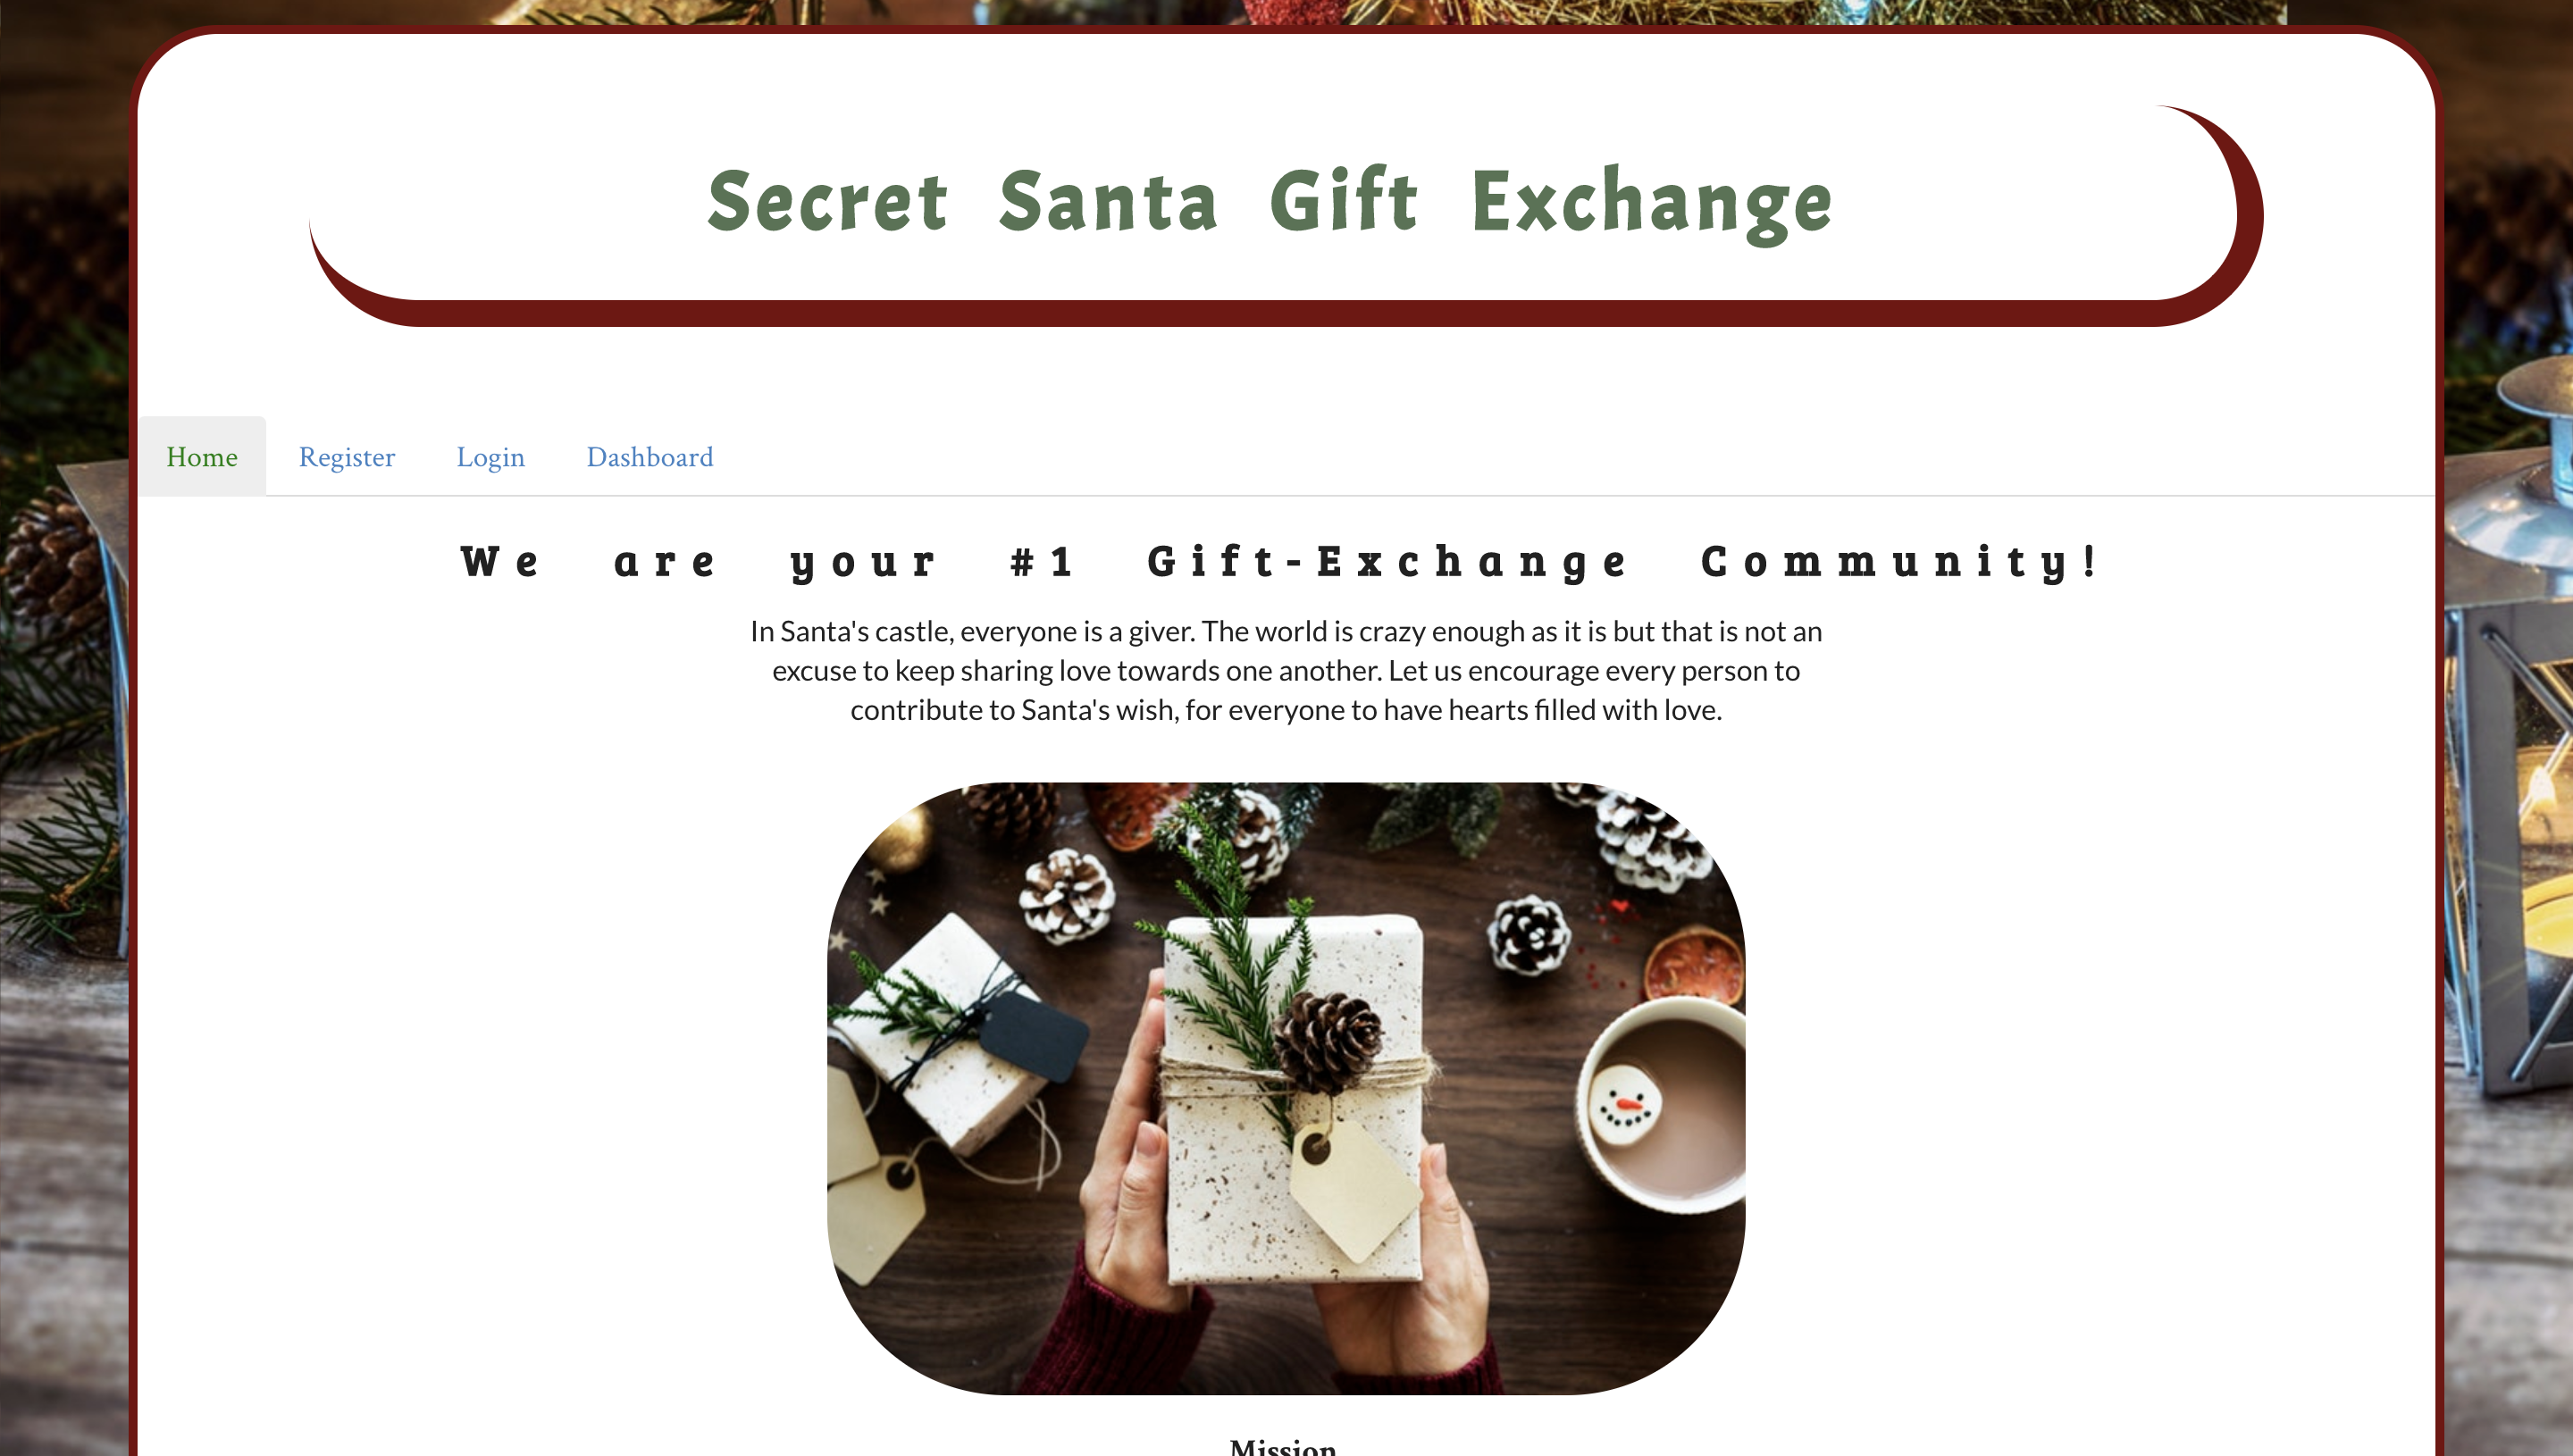 Secret Santa Gift Exchange
Home Register Login Dashboard
We are your #1 Gift-Exchange Community!
In Santa's castle, everyone is a giver. The world is crazy enough as it is but that is not an
excuse to keep sharing love towards one another. Let us encourage every person to
contribute to Santa's wish, for everyone to have hearts filled with love.
Mission